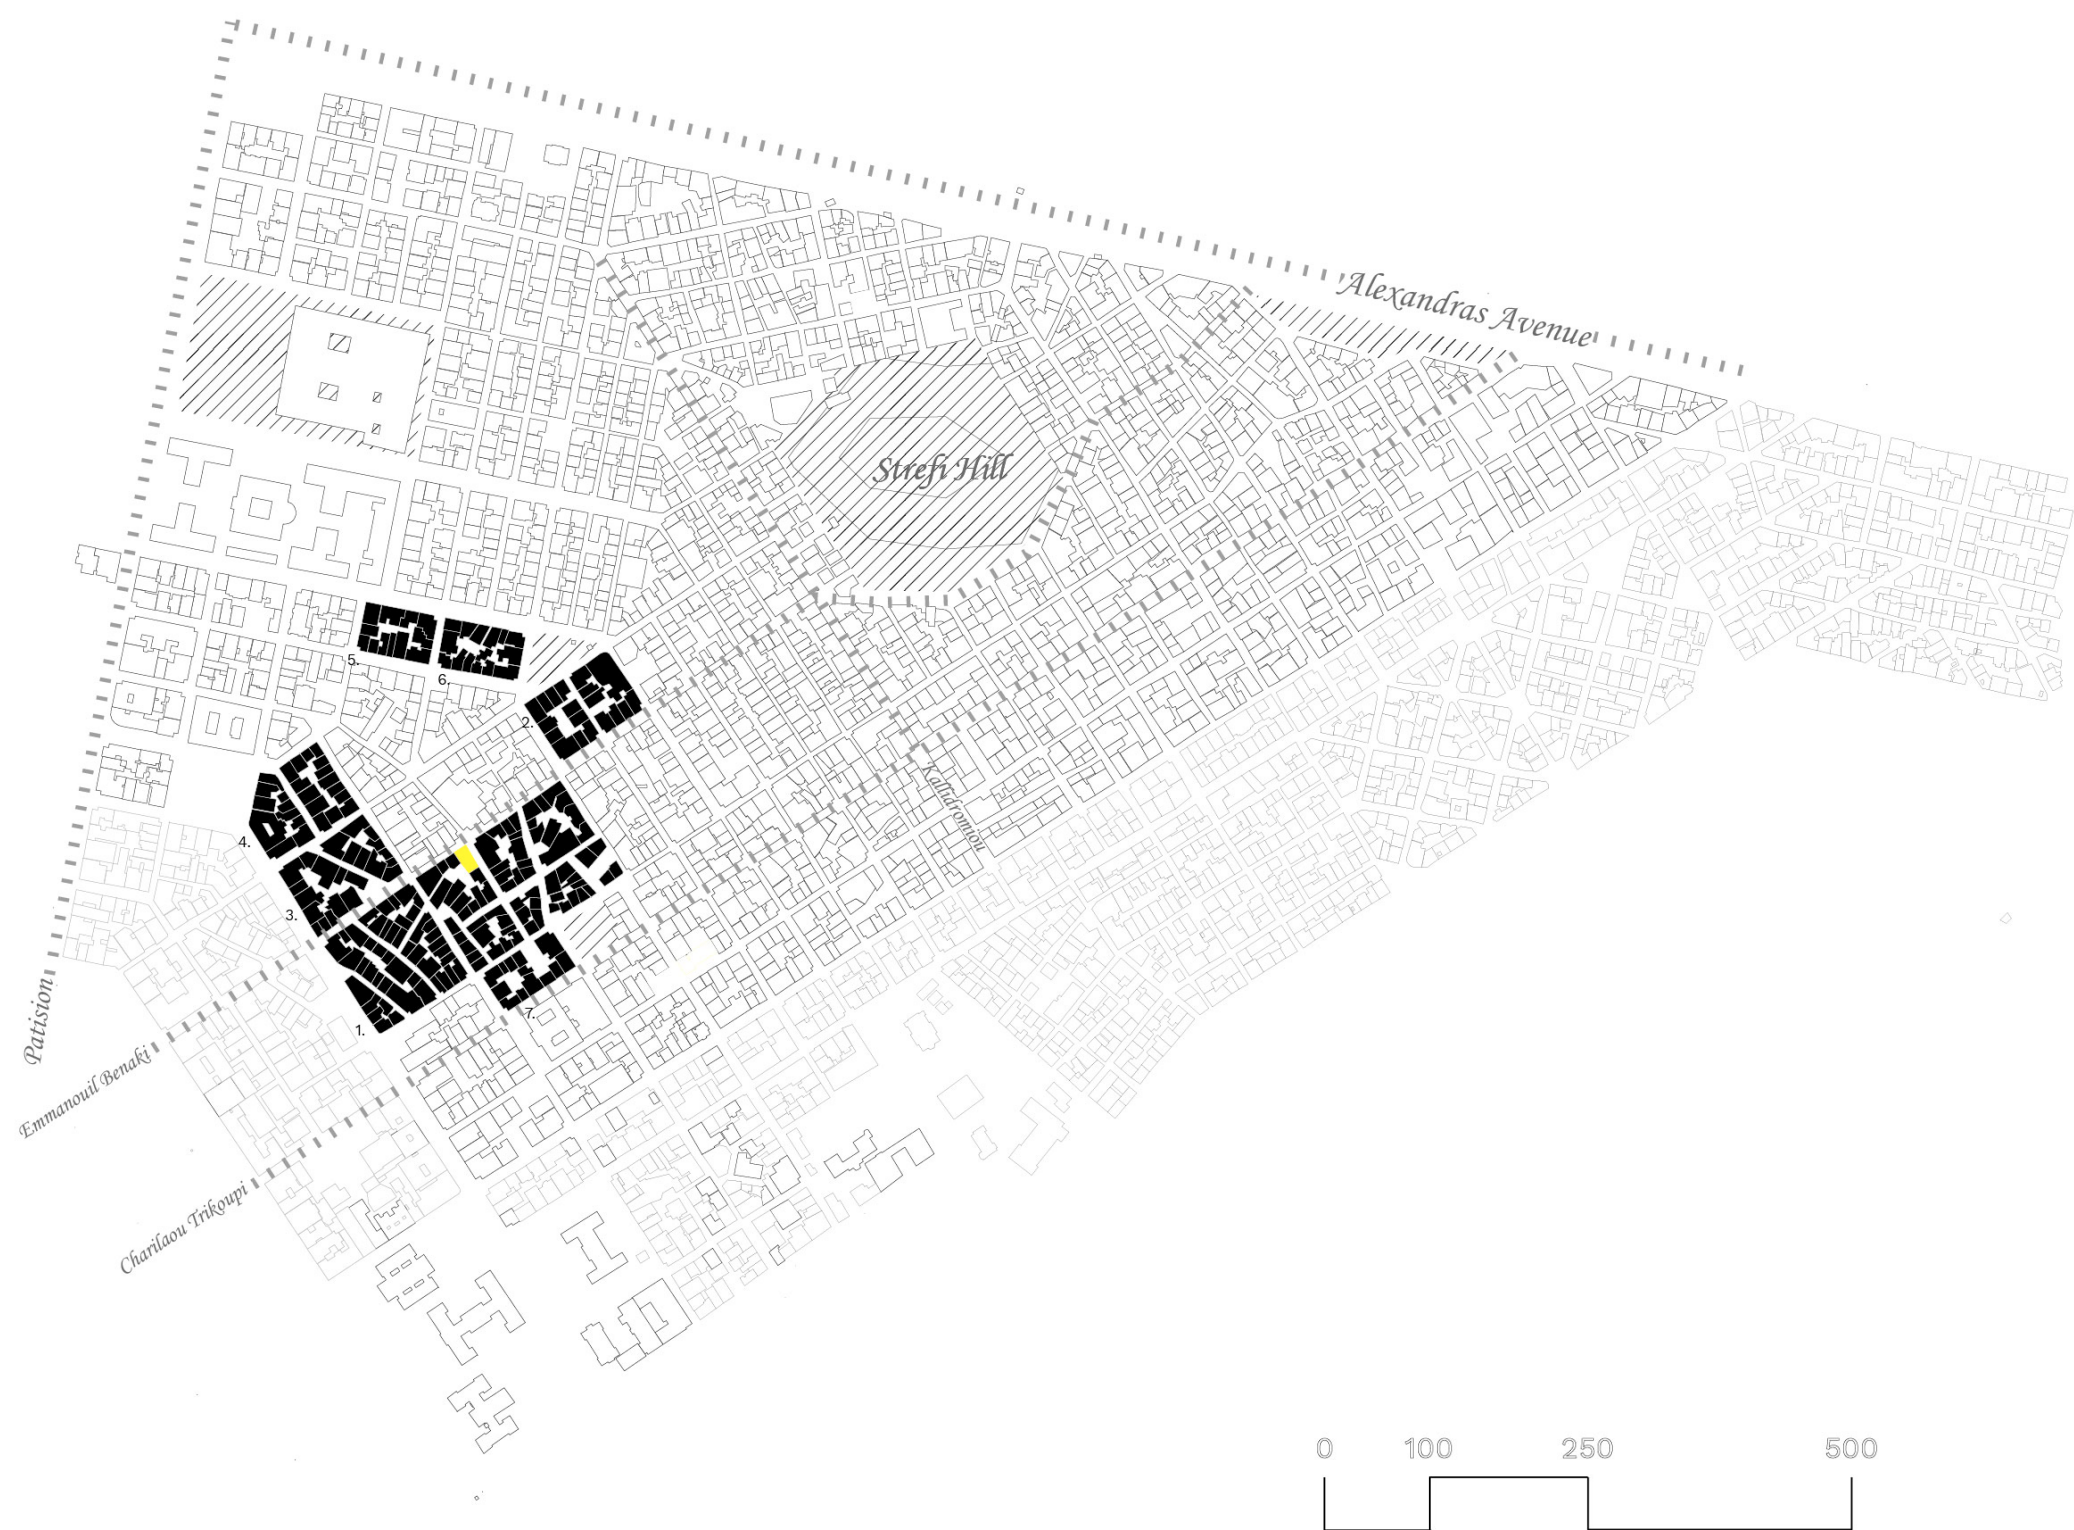 Alexandras Avenue
Strefi Hill
5.
6.
2.
Kallidromiou
4.
3.
7.
1.
Patision
Emmanouil Benaki
Charilaou Trikoupi
0 100 250 500